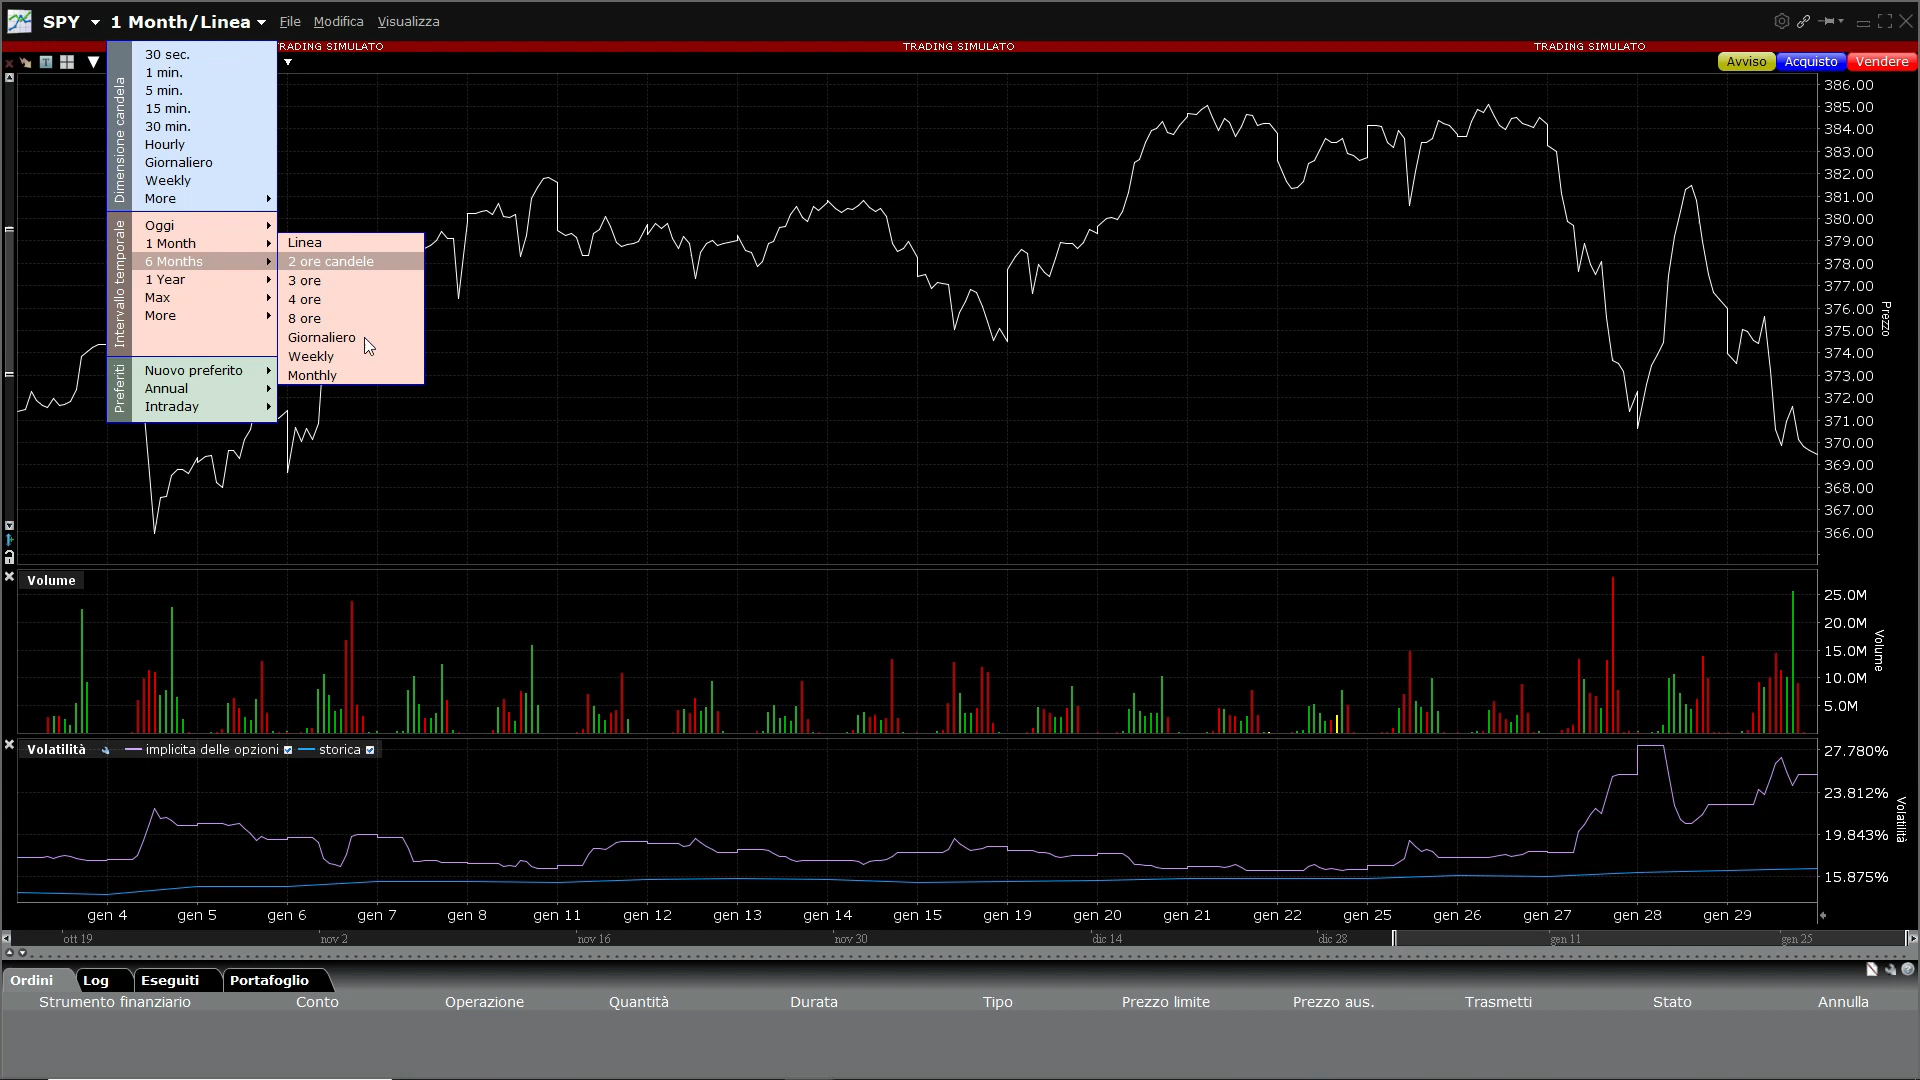 SPY 1 Month/Linea File Modifica Visualizza
TRADING SIMULATO TRADING SIMULATO TRADING SIMULATO
Avviso Acquisto Vendere
Dimensione candela
30 sec.
1 min.
5 min.
15 min.
30 min.
Hourly
Giornaliero
Weekly
More
Intervallo temporale
Oggi
1 Month
6 Months
1 Year
Max
More
Preferiti
Nuovo preferito
Annual
Intraday
Linea
2 ore candele
3 ore
4 ore
8 ore
Giornaliero
Weekly
Monthly
386.00
385.00
384.00
383.00
382.00
381.00
380.00
379.00
378.00
377.00
376.00
375.00
374.00
373.00
372.00
371.00
370.00
369.00
368.00
367.00
366.00
Prezzo
Volume
25.0M
20.0M
15.0M
10.0M
5.0M
Volume
Volatilità implicita delle opzioni storica
27.780%
23.812%
19.843%
15.875%
Volatilità
gen 4 gen 5 gen 6 gen 7 gen 8 gen 11 gen 12 gen 13 gen 14 gen 15 gen 19 gen 20 gen 21 gen 22 gen 25 gen 26 gen 27 gen 28 gen 29
ott 19 nov 2 nov 16 nov 30 dic 14 dic 28 gen 11 gen 25
Ordini Log Eseguiti Portafoglio
Strumento finanziario Conto Operazione Quantità Durata Tipo Prezzo limite Prezzo aus. Trasmetti Stato Annulla